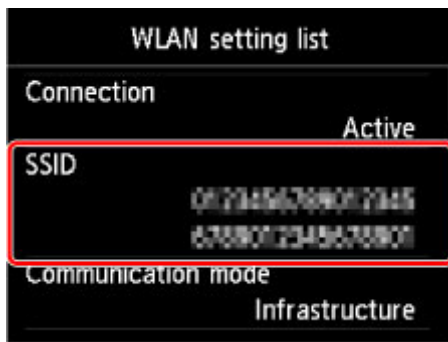 WLAN setting list
Connection
Active
SSID
Communication mode
Infrastructure